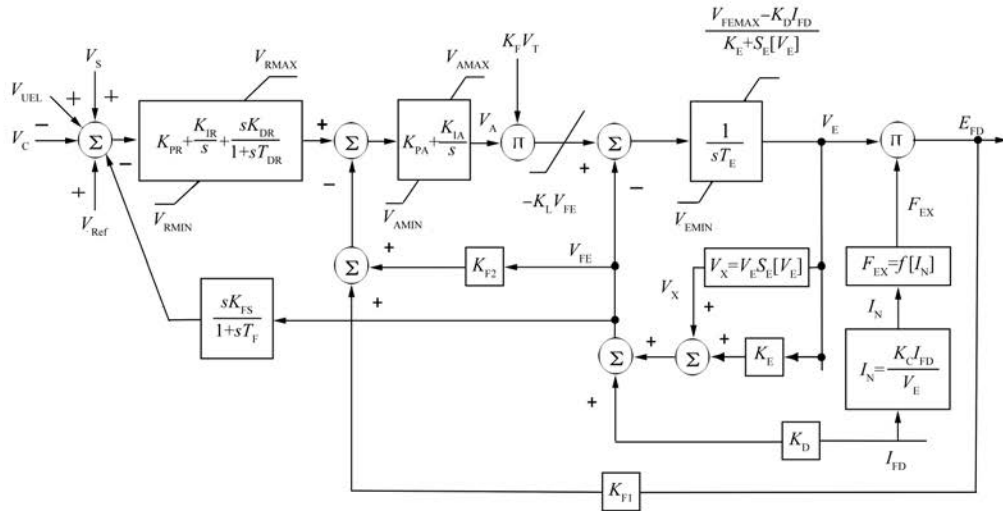 V_FEMAX−K_D I_FD
K_E+S_E[V_E]
V_S
V_UEL
V_C
V_Ref
+
+
−
−
+
Σ
V_RMAX
K_PR+ K_IR/s + sK_DR/1+sT_DR
V_RMIN
+
−
Σ
V_AMAX
K_PA+ K_IA/s
V_AMIN
V_A
K_F V_T
π
−K_L V_FE
+
−
Σ
1
sT_E
V_EMIN
V_E
π
E_FD
F_EX
Σ
+
+
K_F2
V_FE
V_X=V_E S_E[V_E]
V_X
F_EX=f[I_N]
I_N
sK_FS
1+sT_F
Σ
+
+
Σ
+
+
K_E
I_N= K_C I_FD/V_E
K_D
I_FD
K_F1